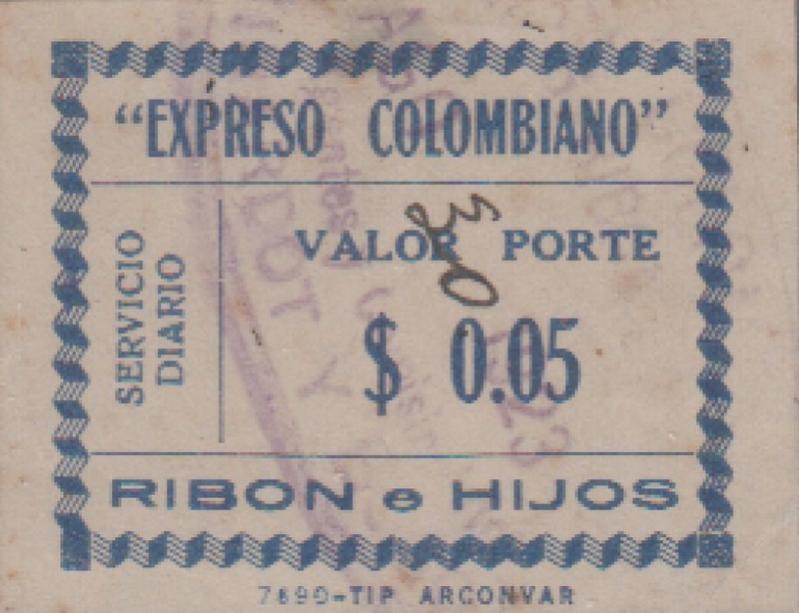 “EXPRESO COLOMBIANO”
SERVICIO
DIARIO
VALOR PORTE
$ 0.05
RIBON e HIJOS
7690-TIP ARCONVAR